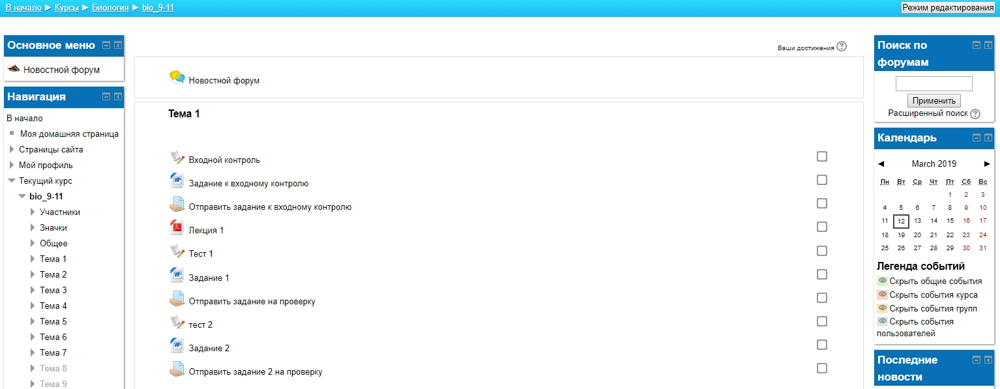 В начало ► Курсы ► Биология ► bio_9-11
Режим редактирования
Основное меню
Новостной форум
Навигация
В начало
Моя домашняя страница
Страницы сайта
Мой профиль
Текущий курс
bio_9-11
Участники
Значки
Общее
Тема 1
Тема 2
Тема 3
Тема 4
Тема 5
Тема 6
Тема 7
Тема 8
Тема 9
Ваши достижения
Новостной форум
Тема 1
Входной контроль
Задание к входному контролю
Отправить задание к входному контролю
Лекция 1
Тест 1
Задание 1
Отправить задание на проверку
тест 2
Задание 2
Отправить задание 2 на проверку
Поиск по
форумам
Применить
Расширенный поиск
Календарь
◄ March 2019 ►
Пн Вт Ср Чт Пт Сб Вс
1 2 3
4 5 6 7 8 9 10
11 12 13 14 15 16 17
18 19 20 21 22 23 24
25 26 27 28 29 30 31
Легенда событий
Скрыть общие события
Скрыть события курса
Скрыть события групп
Скрыть события
пользователей
Последние
новости